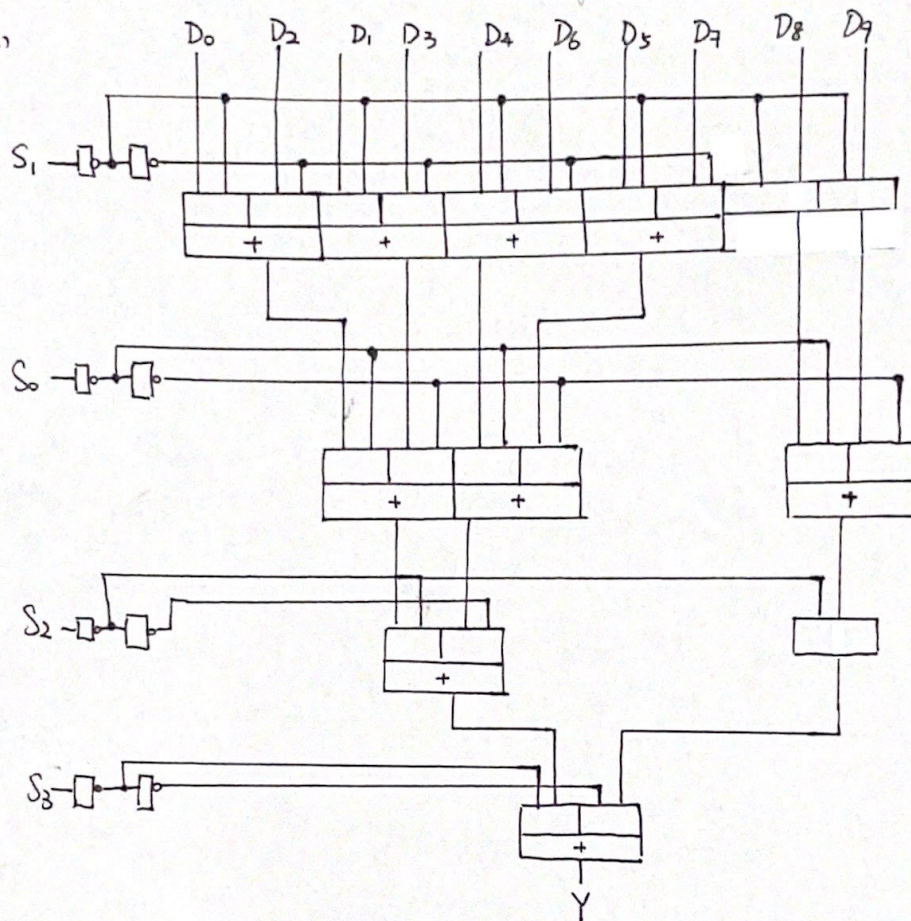 D₀ D₂ D₁ D₃ D₄ D₆ D₅ D₇ D₈ D₉
S₁
+ + + +
S₀
+ + +
S₂
+
S₃
+
Y